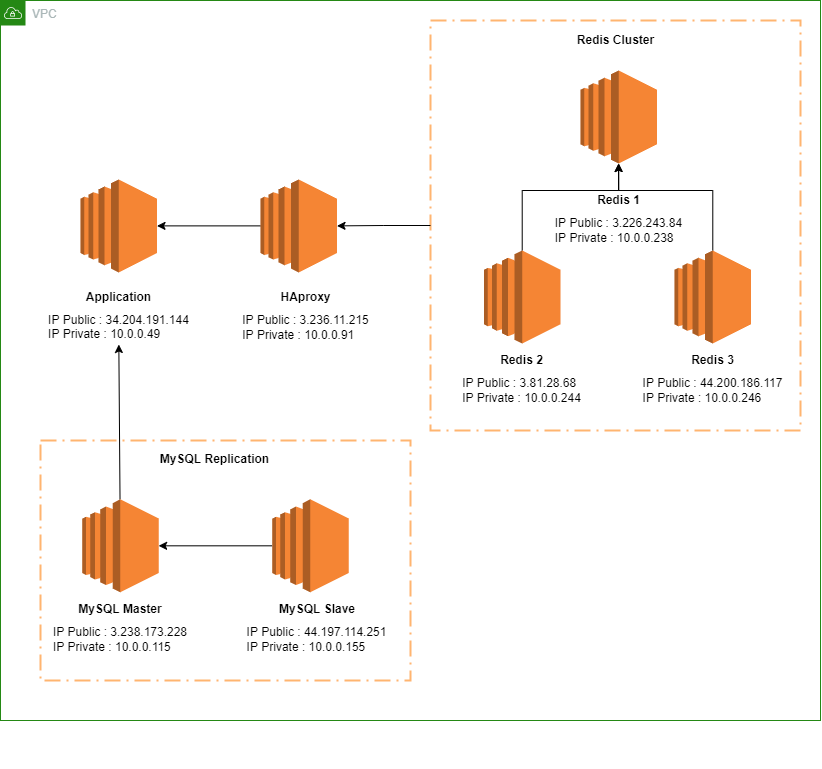 VPC
Redis Cluster
Redis 1
IP Public : 3.226.243.84
IP Private : 10.0.0.238
Application
IP Public : 34.204.191.144
IP Private : 10.0.0.49
HAproxy
IP Public : 3.236.11.215
IP Private : 10.0.0.91
Redis 2
IP Public : 3.81.28.68
IP Private : 10.0.0.244
Redis 3
IP Public : 44.200.186.117
IP Private : 10.0.0.246
MySQL Replication
MySQL Master
IP Public : 3.238.173.228
IP Private : 10.0.0.115
MySQL Slave
IP Public : 44.197.114.251
IP Private : 10.0.0.155